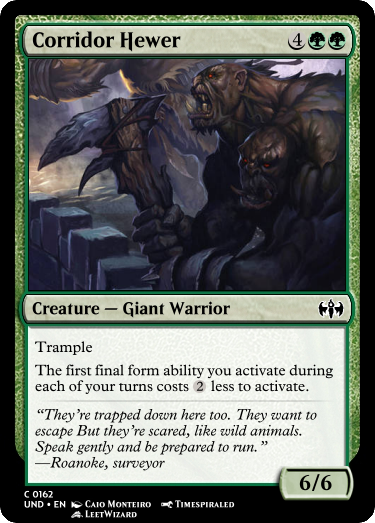 Corridor Hewer 4
Creature — Giant Warrior
Trample
The first final form ability you activate during
each of your turns costs 2 less to activate.
“They’re trapped down here too. They want to
escape But they’re scared, like wild animals.
Speak gently and be prepared to run.”
—Roanoke, surveyor
6/6
C 0162
UND • EN Caio Monteiro Timespiraled
LeetWizard